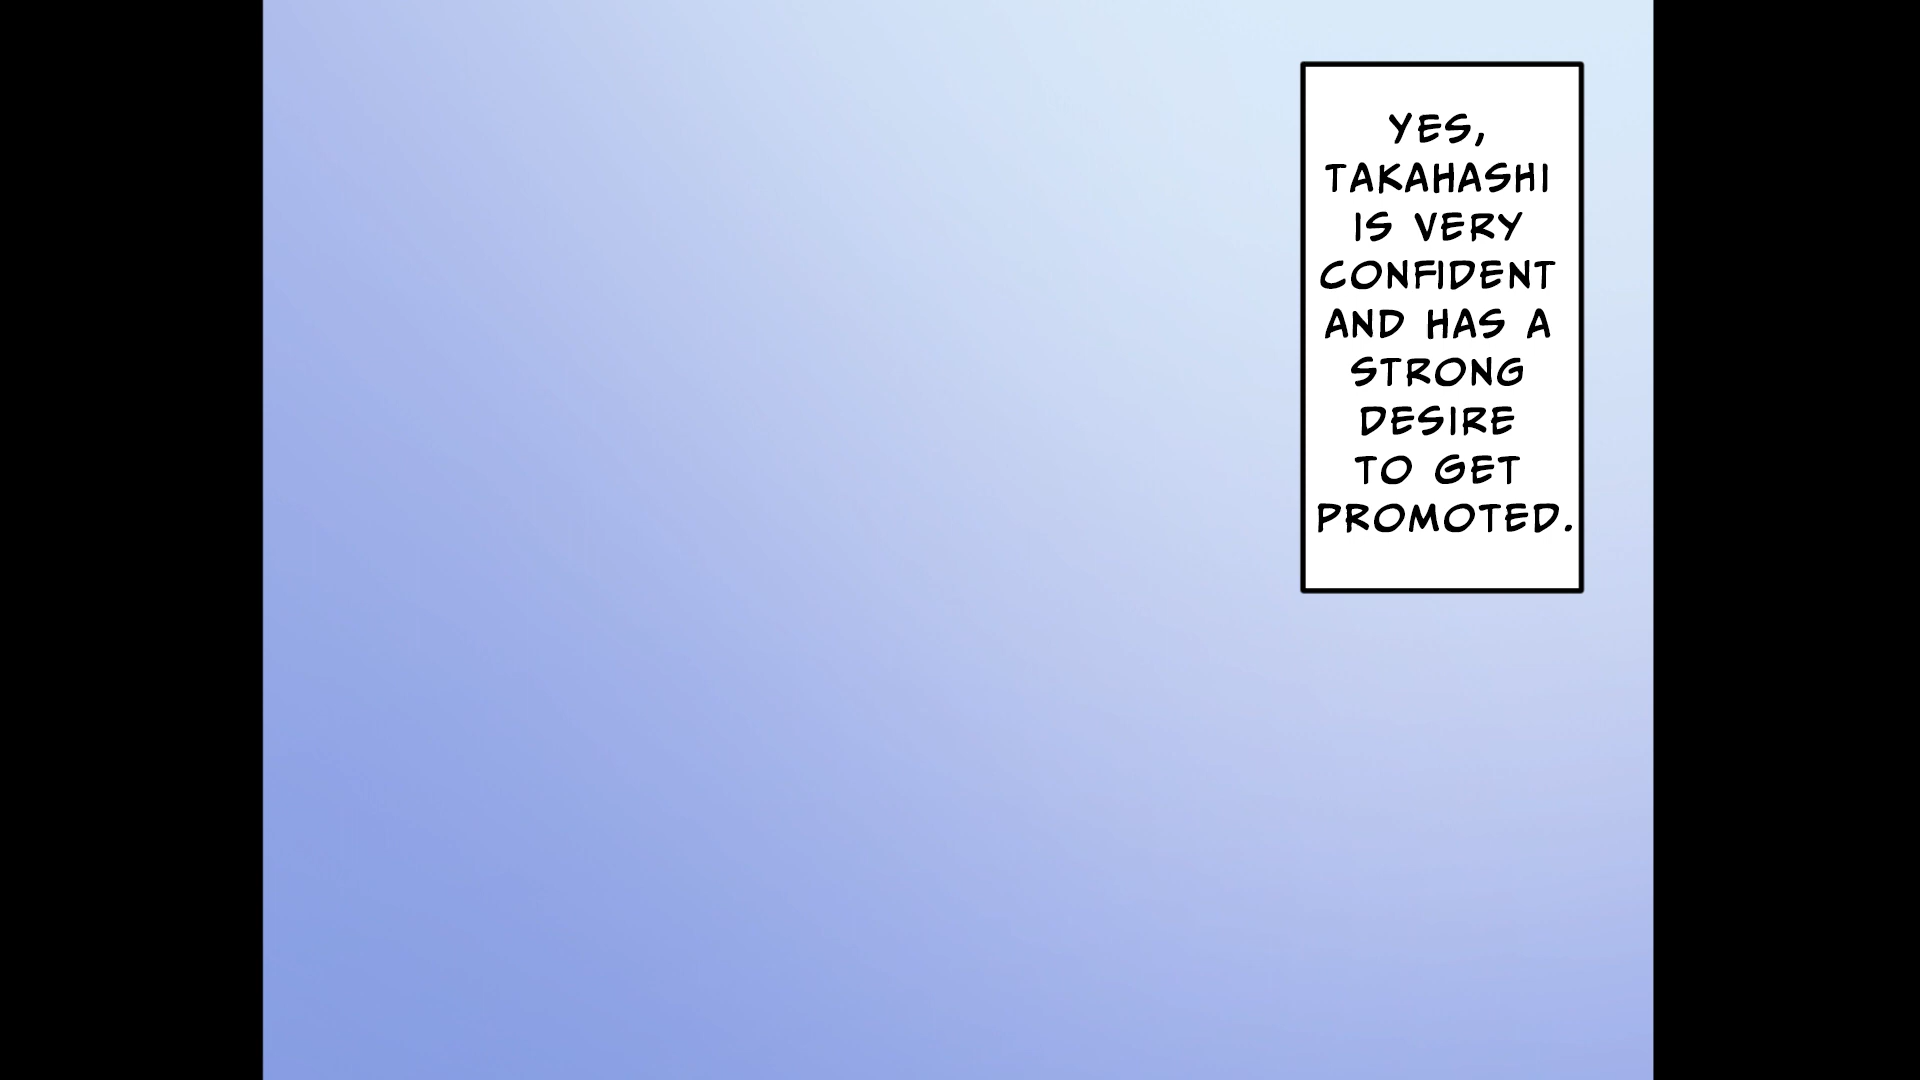 YES,
TAKAHASHI
IS VERY
CONFIDENT
AND HAS A
STRONG
DESIRE
TO GET
PROMOTED.